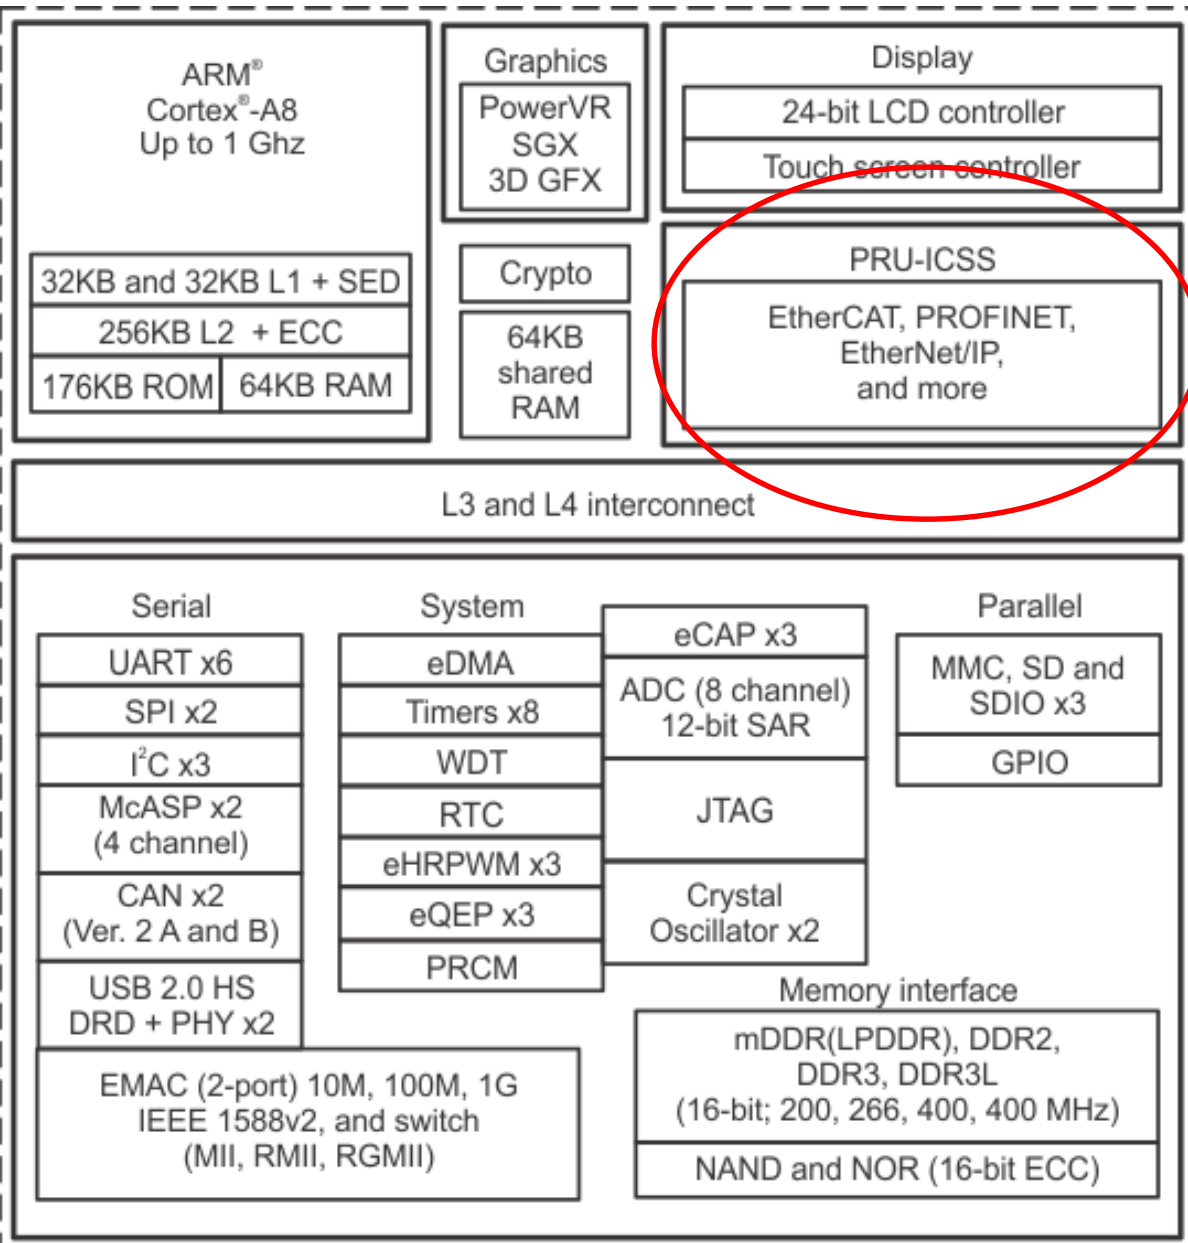 ARM®
Cortex®-A8
Up to 1 Ghz
32KB and 32KB L1 + SED
256KB L2 + ECC
176KB ROM
64KB RAM
Graphics
PowerVR
SGX
3D GFX
Crypto
64KB
shared
RAM
Display
24-bit LCD controller
Touch screen controller
PRU-ICSS
EtherCAT, PROFINET,
EtherNet/IP,
and more
L3 and L4 interconnect
Serial
UART x6
SPI x2
I²C x3
McASP x2
(4 channel)
CAN x2
(Ver. 2 A and B)
USB 2.0 HS
DRD + PHY x2
EMAC (2-port) 10M, 100M, 1G
IEEE 1588v2, and switch
(MII, RMII, RGMII)
System
eDMA
Timers x8
WDT
RTC
eHRPWM x3
eQEP x3
PRCM
eCAP x3
ADC (8 channel)
12-bit SAR
JTAG
Crystal
Oscillator x2
Parallel
MMC, SD and
SDIO x3
GPIO
Memory interface
mDDR(LPDDR), DDR2,
DDR3, DDR3L
(16-bit; 200, 266, 400, 400 MHz)
NAND and NOR (16-bit ECC)